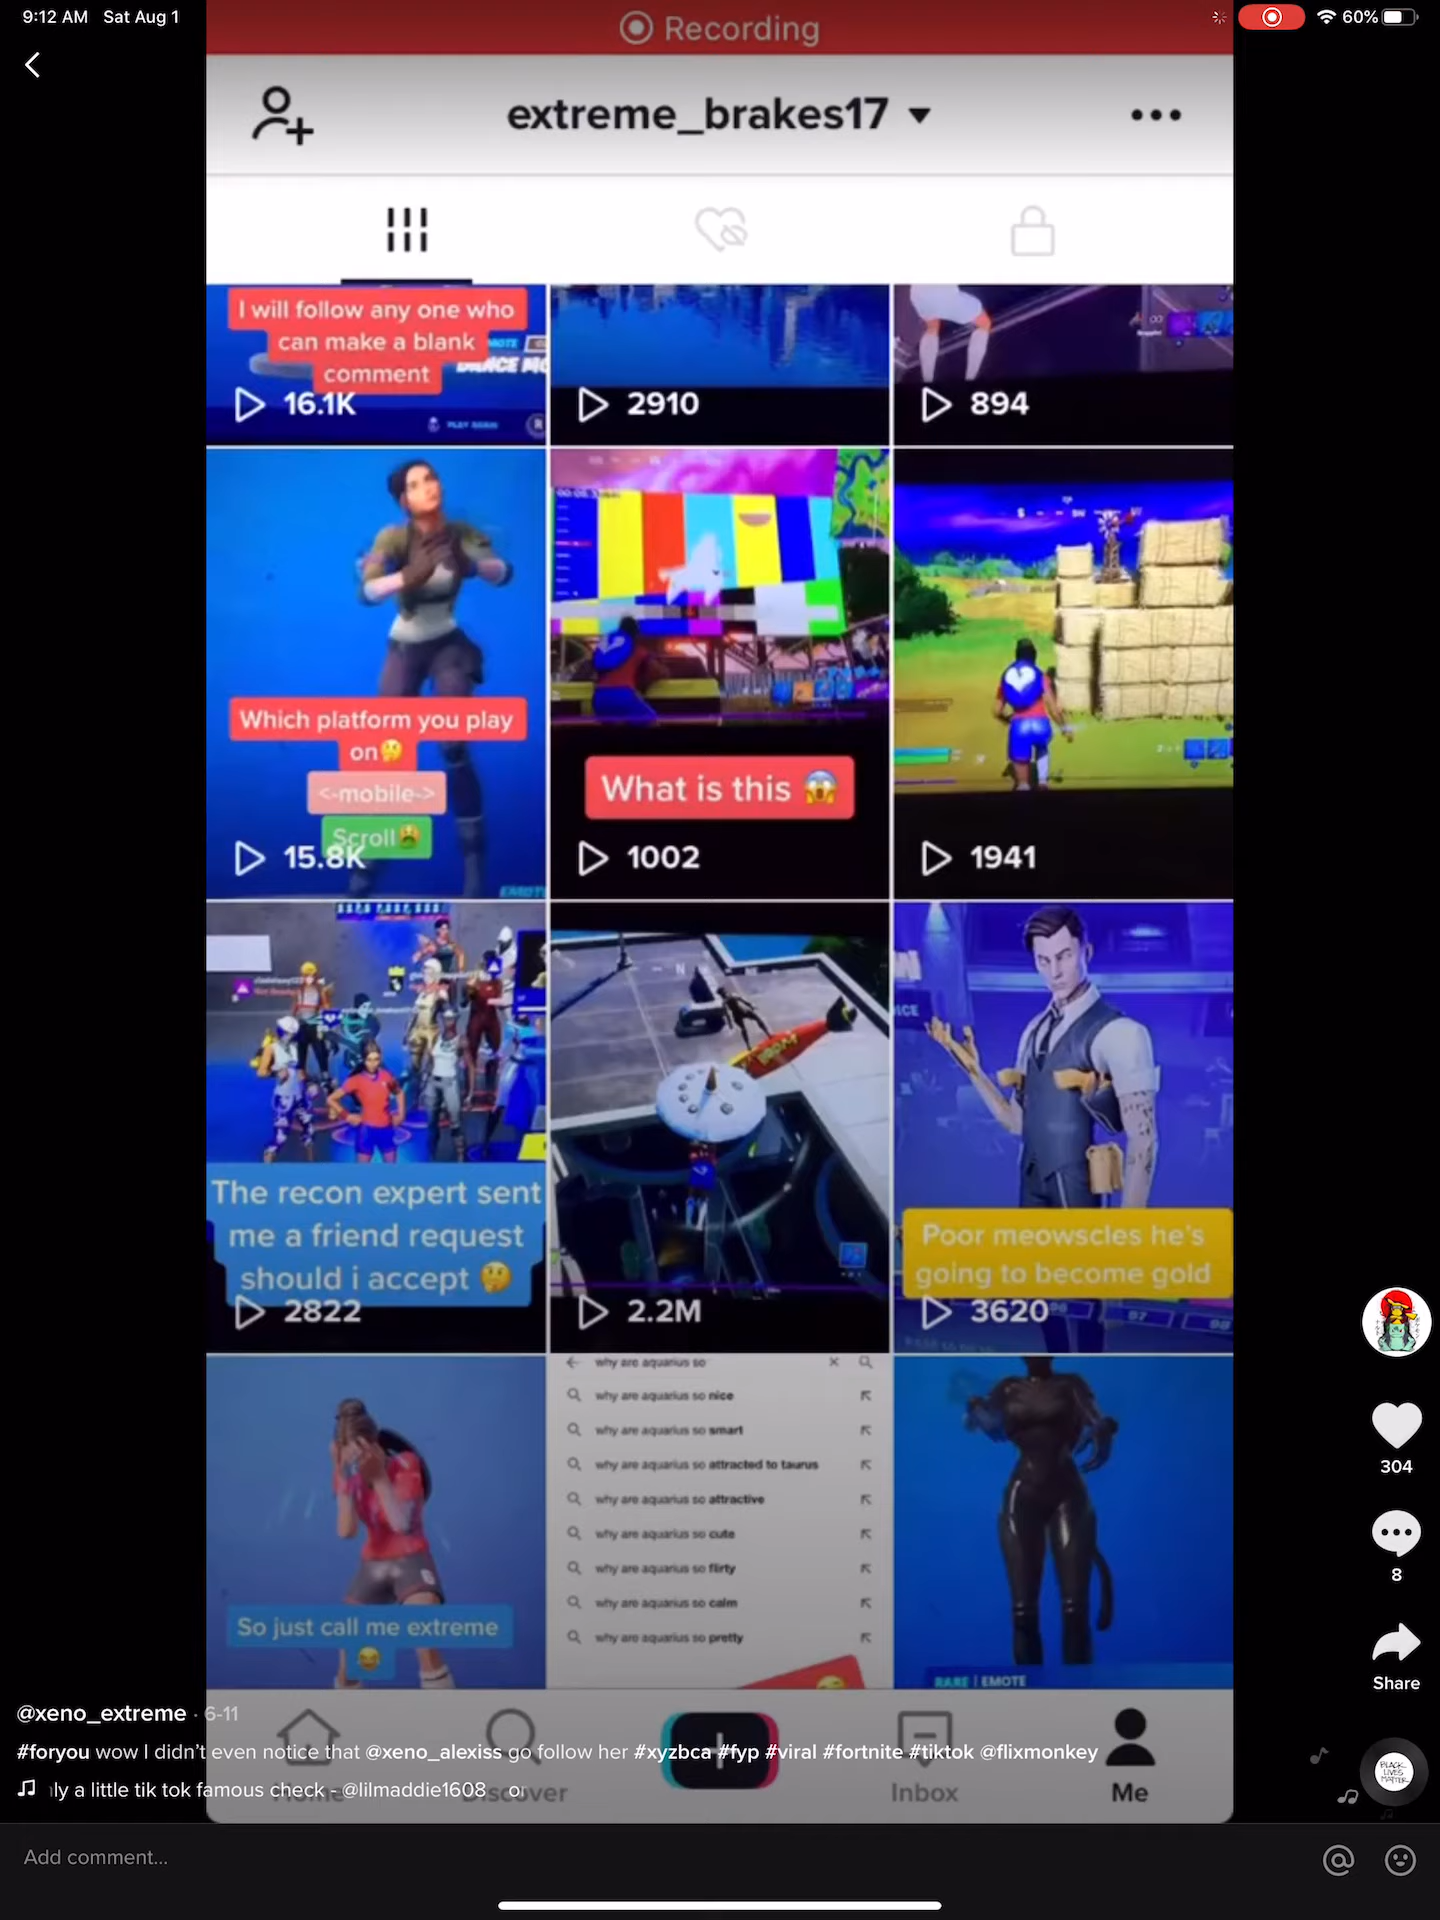 9:12 AM Sat Aug 1
60%
Recording
extreme_brakes17
I will follow any one who
can make a blank
comment
16.1K
2910
894
Which platform you play
on🤔
<-mobile->
Scroll🤮
15.8K
What is this 😱
1002
1941
The recon expert sent
me a friend request
should i accept 🤔
2822
2.2M
Poor meowscles he's
going to become gold
3620
So just call me extreme
😂
why are aquarius so
why are aquarius so nice
why are aquarius so smart
why are aquarius so attracted to taurus
why are aquarius so attractive
why are aquarius so cute
why are aquarius so flirty
why are aquarius so calm
why are aquarius so pretty
RARE | EMOTE
304
8
Share
@xeno_extreme · 6-11
#foryou wow I didn't even notice that @xeno_alexiss go follow her #xyzbca #fyp #viral #fortnite #tiktok @flixmonkey
ly a little tik tok famous check - @lilmaddie1608 or
Home
Discover
Inbox
Me
BLACK
LIVES
MATTER
Add comment...